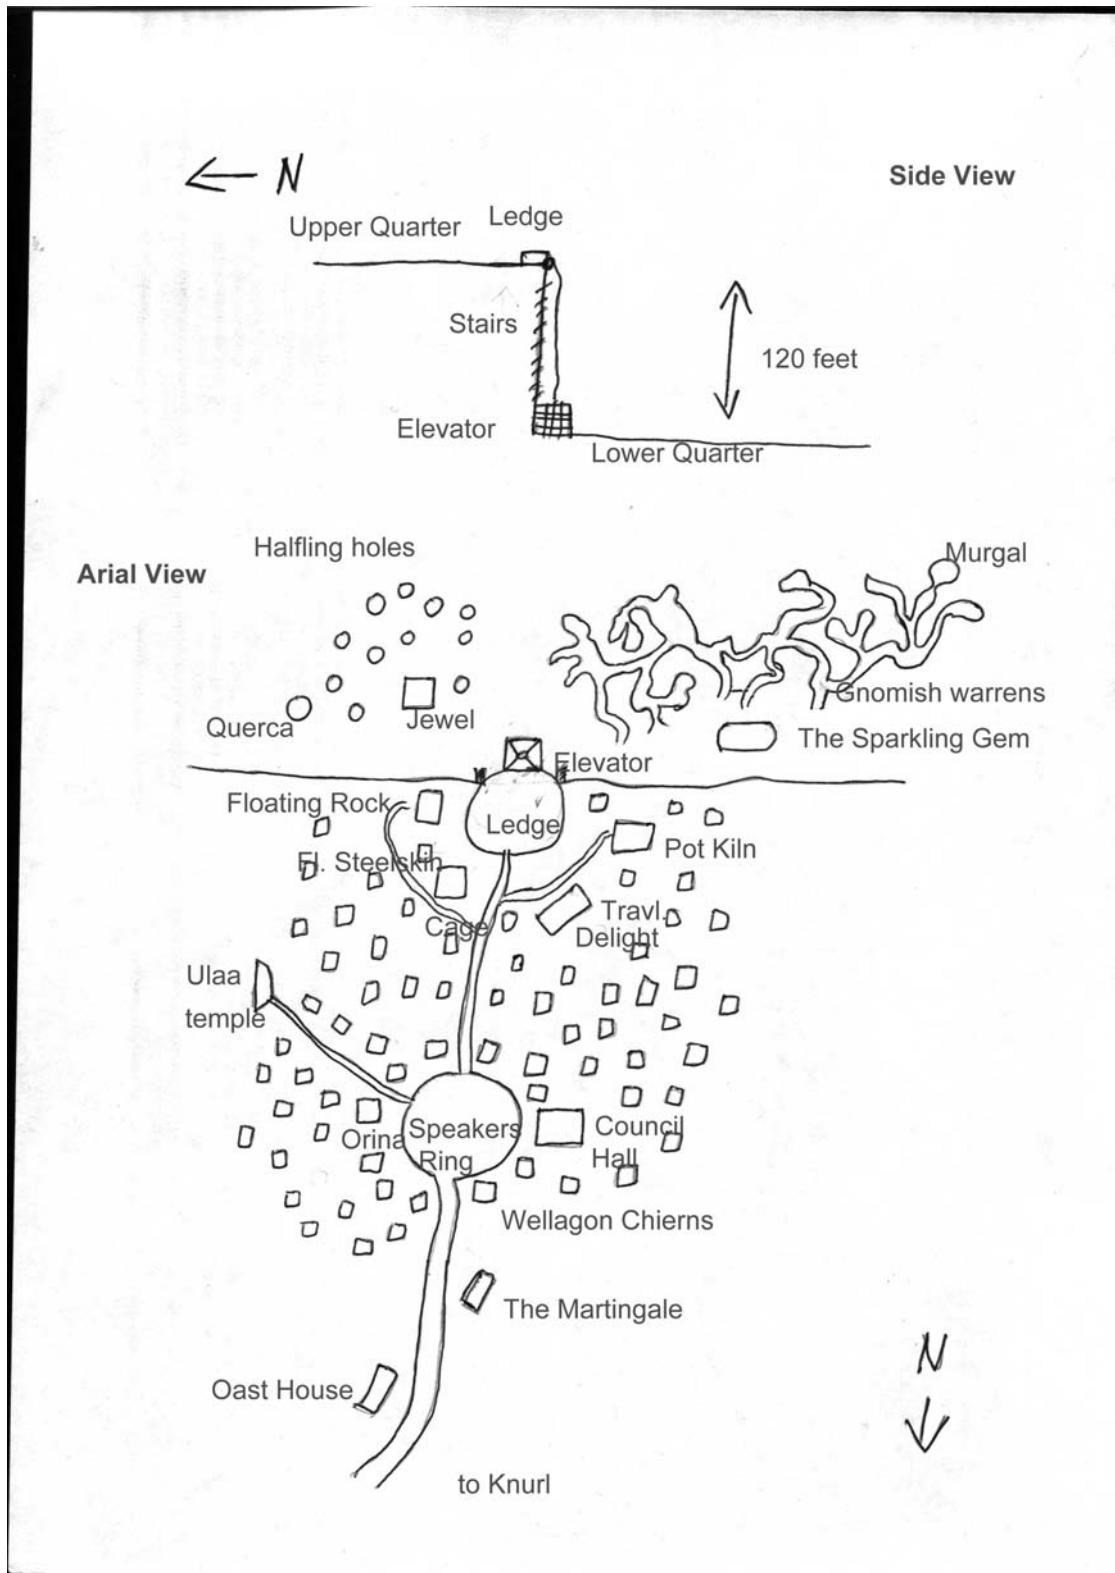 N
Side View
Upper Quarter
Ledge
Stairs
120 feet
Elevator
Lower Quarter
Halfling holes
Murgal
Arial View
Gnomish warrens
Querca
Jewel
The Sparkling Gem
Elevator
Floating Rock
Ledge
Pot Kiln
Fl. Steelskin
Cage
Travl.
Delight
Ulaa
temple
Orina
Speakers
Ring
Council
Hall
Wellagon Chierns
The Martingale
N
Oast House
to Knurl